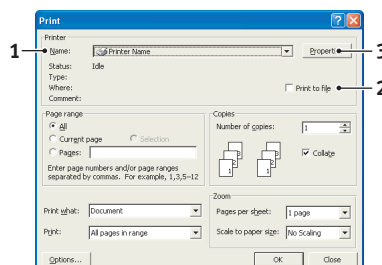 Print
Printer
1 Name: Printer Name Properti 3
Status: Idle
Type:
Where: Print to file 2
Comment:
Page range
All
Current page Selection
Pages:
Enter page numbers and/or page ranges
separated by commas. For example, 1,3,5-12
Copies
Number of copies: 1
Collate
Print what: Document
Print: All pages in range
Zoom
Pages per sheet: 1 page
Scale to paper size: No Scaling
Options... OK Close